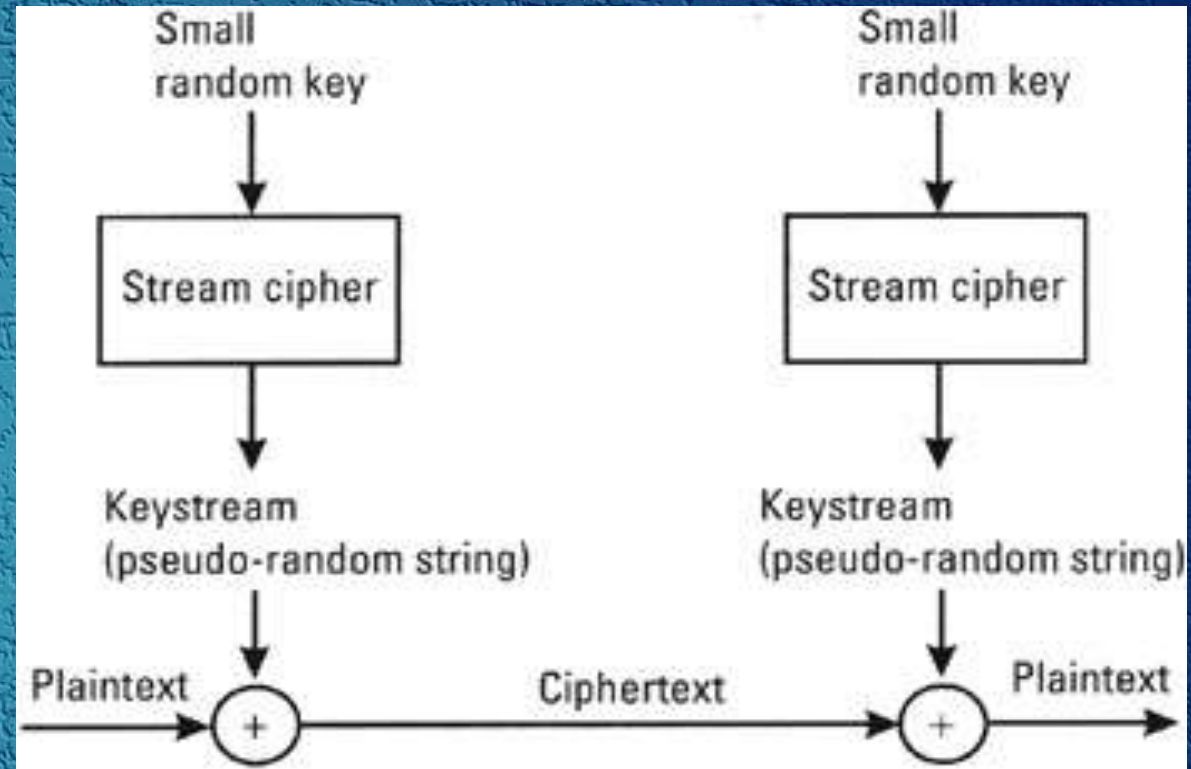 Small
random key
Small
random key
Stream cipher
Stream cipher
Keystream
(pseudo-random string)
Keystream
(pseudo-random string)
Plaintext
+
Ciphertext
+
Plaintext